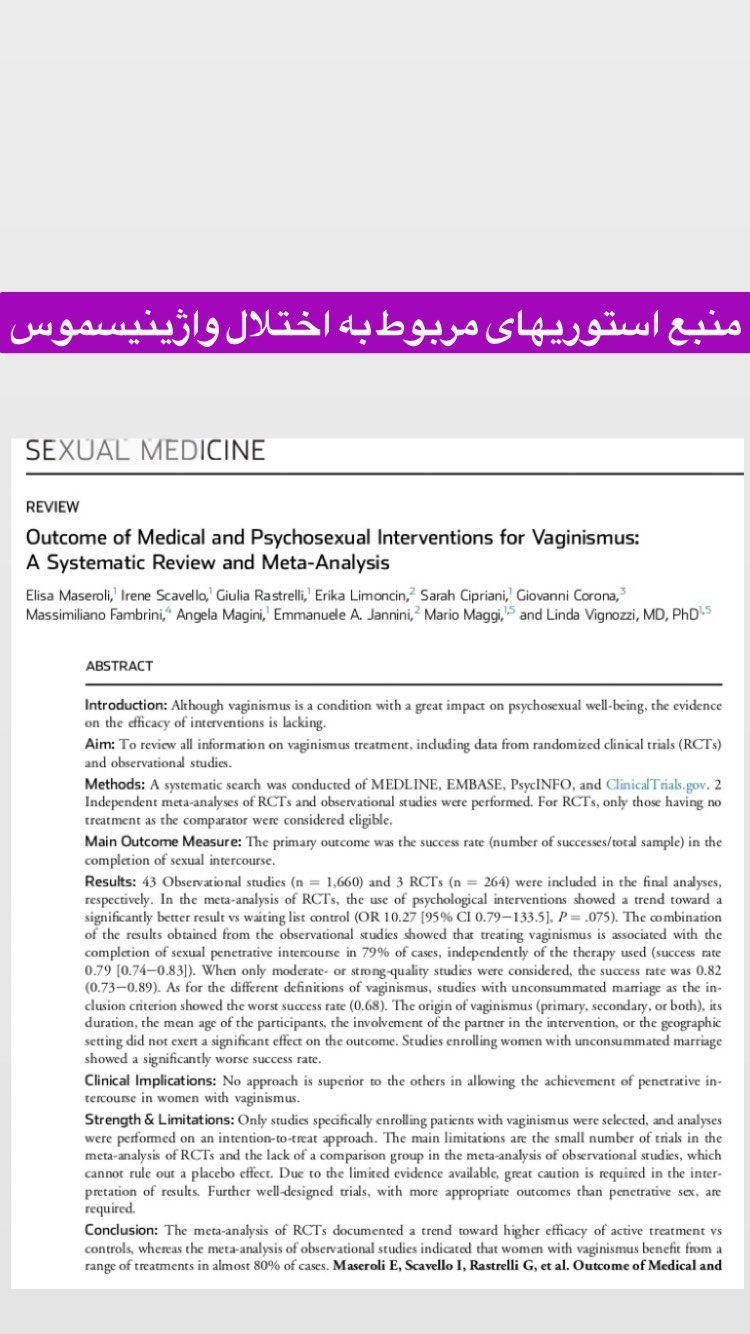 منبع استوریهای مربوط به اختلال واژینیسموس
SEXUAL MEDICINE
REVIEW
Outcome of Medical and Psychosexual Interventions for Vaginismus:
A Systematic Review and Meta-Analysis
Elisa Maseroli,¹ Irene Scavello,¹ Giulia Rastrelli,¹ Erika Limoncin,² Sarah Cipriani,¹ Giovanni Corona,³
Massimiliano Fambrini,⁴ Angela Magini,¹ Emmanuele A. Jannini,² Mario Maggi,¹,⁵ and Linda Vignozzi, MD, PhD¹,⁵
ABSTRACT
Introduction: Although vaginismus is a condition with a great impact on psychosexual well-being, the evidence
on the efficacy of interventions is lacking.
Aim: To review all information on vaginismus treatment, including data from randomized clinical trials (RCTs)
and observational studies.
Methods: A systematic search was conducted of MEDLINE, EMBASE, PsycINFO, and ClinicalTrials.gov. 2
Independent meta-analyses of RCTs and observational studies were performed. For RCTs, only those having no
treatment as the comparator were considered eligible.
Main Outcome Measure: The primary outcome was the success rate (number of successes/total sample) in the
completion of sexual intercourse.
Results: 43 Observational studies (n = 1,660) and 3 RCTs (n = 264) were included in the final analyses,
respectively. In the meta-analysis of RCTs, the use of psychological interventions showed a trend toward a
significantly better result vs waiting list control (OR 10.27 [95% CI 0.79–133.5], P = .075). The combination
of the results obtained from the observational studies showed that treating vaginismus is associated with the
completion of sexual penetrative intercourse in 79% of cases, independently of the therapy used (success rate
0.79 [0.74–0.83]). When only moderate- or strong-quality studies were considered, the success rate was 0.82
(0.73–0.89). As for the different definitions of vaginismus, studies with unconsummated marriage as the in-
clusion criterion showed the worst success rate (0.68). The origin of vaginismus (primary, secondary, or both), its
duration, the mean age of the participants, the involvement of the partner in the intervention, or the geographic
setting did not exert a significant effect on the outcome. Studies enrolling women with unconsummated marriage
showed a significantly worse success rate.
Clinical Implications: No approach is superior to the others in allowing the achievement of penetrative in-
tercourse in women with vaginismus.
Strength & Limitations: Only studies specifically enrolling patients with vaginismus were selected, and analyses
were performed on an intention-to-treat approach. The main limitations are the small number of trials in the
meta-analysis of RCTs and the lack of a comparison group in the meta-analysis of observational studies, which
cannot rule out a placebo effect. Due to the limited evidence available, great caution is required in the inter-
pretation of results. Further well-designed trials, with more appropriate outcomes than penetrative sex, are
required.
Conclusion: The meta-analysis of RCTs documented a trend toward higher efficacy of active treatment vs
controls, whereas the meta-analysis of observational studies indicated that women with vaginismus benefit from a
range of treatments in almost 80% of cases. Maseroli E, Scavello I, Rastrelli G, et al. Outcome of Medical and